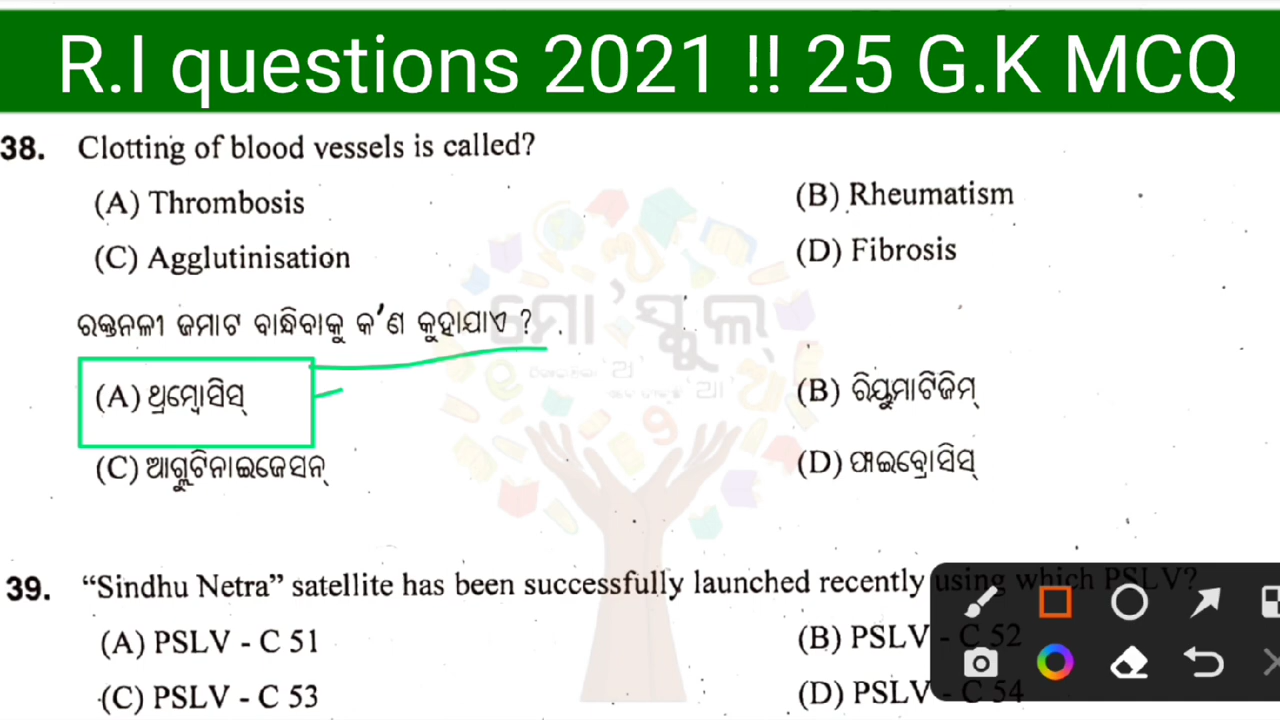 R.I questions 2021 !! 25 G.K MCQ
38. Clotting of blood vessels is called?
(A) Thrombosis (B) Rheumatism
(C) Agglutinisation (D) Fibrosis
ରକ୍ତନଳୀ ଜମାଟ ବାନ୍ଧିବାକୁ କ'ଣ କୁହାଯାଏ ?
(A) ଥ୍ରମ୍ବୋସିସ୍ (B) ରିୟୁମାଟିଜିମ୍
(C) ଆଗ୍ଲୁଟିନାଇଜେସନ୍ (D) ଫାଇବ୍ରୋସିସ୍
ମୋ'ସ୍କୁଲ୍
39. "Sindhu Netra" satellite has been successfully launched recently using which PSLV?
(A) PSLV - C 51 (B) PSLV - C 52
(C) PSLV - C 53 (D) PSLV - C 54